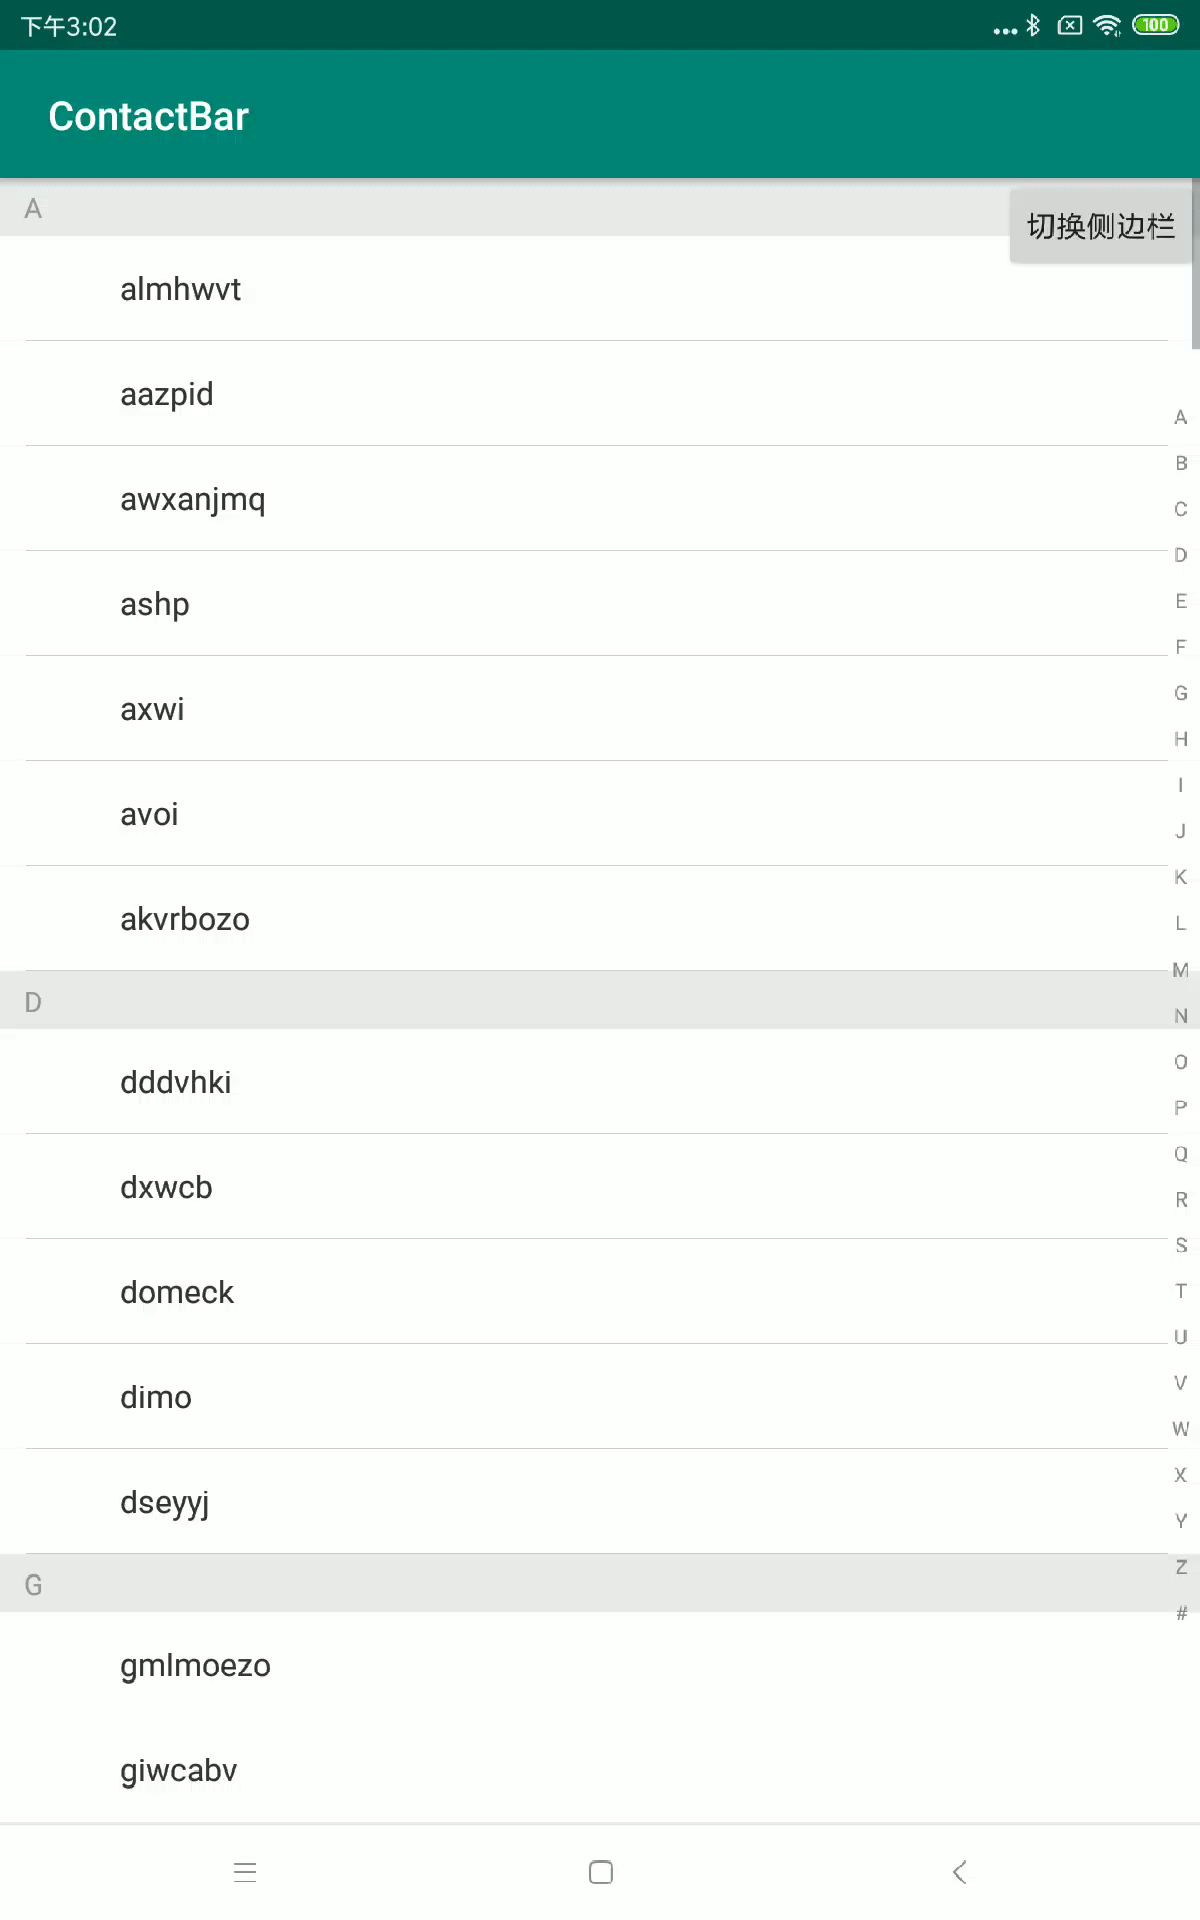 下午3:02
100
ContactBar
A
切换侧边栏
almhwvt
aazpid
awxanjmq
ashp
axwi
avoi
akvrbozo
D
dddvhki
dxwcb
domeck
dimo
dseyyj
G
gmlmoezo
giwcabv
A
B
C
D
E
F
G
H
I
J
K
L
M
N
O
P
Q
R
S
T
U
V
W
X
Y
Z
#